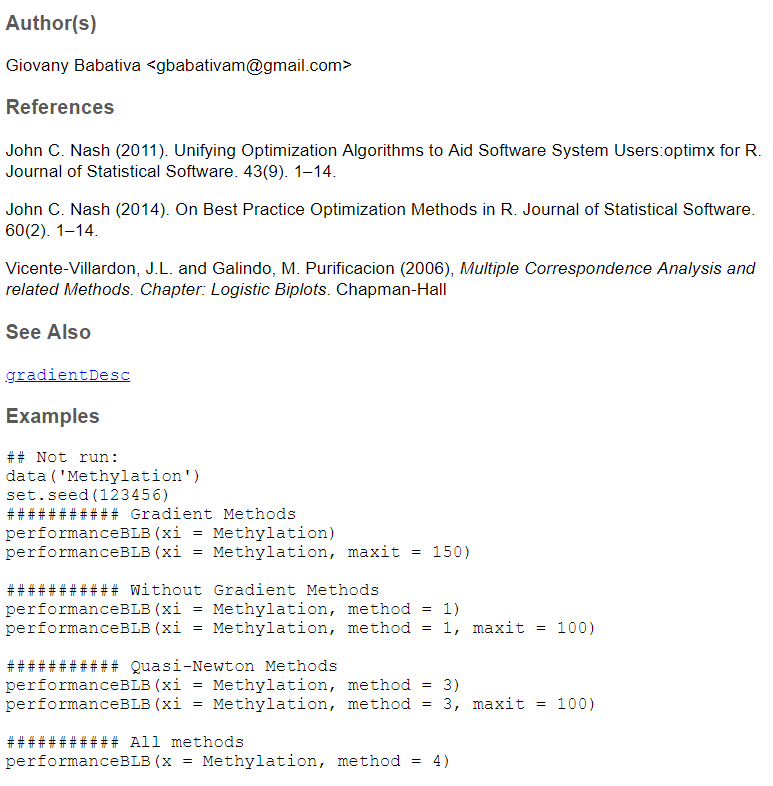 Author(s)
Giovany Babativa <gbabativam@gmail.com>
References
John C. Nash (2011). Unifying Optimization Algorithms to Aid Software System Users:optimx for R.
Journal of Statistical Software. 43(9). 1–14.
John C. Nash (2014). On Best Practice Optimization Methods in R. Journal of Statistical Software.
60(2). 1–14.
Vicente-Villardon, J.L. and Galindo, M. Purificacion (2006), Multiple Correspondence Analysis and
related Methods. Chapter: Logistic Biplots. Chapman-Hall
See Also
gradientDesc
Examples
## Not run:
data('Methylation')
set.seed(123456)
########### Gradient Methods
performanceBLB(xi = Methylation)
performanceBLB(xi = Methylation, maxit = 150)
########### Without Gradient Methods
performanceBLB(xi = Methylation, method = 1)
performanceBLB(xi = Methylation, method = 1, maxit = 100)
########### Quasi-Newton Methods
performanceBLB(xi = Methylation, method = 3)
performanceBLB(xi = Methylation, method = 3, maxit = 100)
########### All methods
performanceBLB(x = Methylation, method = 4)